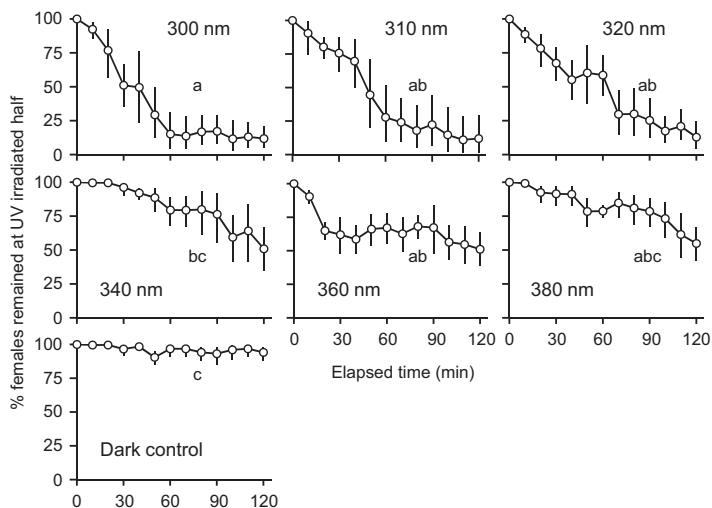 % females remained at UV irradiated half
100
75
50
25
0
300 nm
a
310 nm
ab
320 nm
ab
100
75
50
25
0
340 nm
bc
0 30 60 90 120
360 nm
ab
0 30 60 90 120
380 nm
abc
100
75
50
25
0
Dark control
c
0 30 60 90 120
Elapsed time (min)